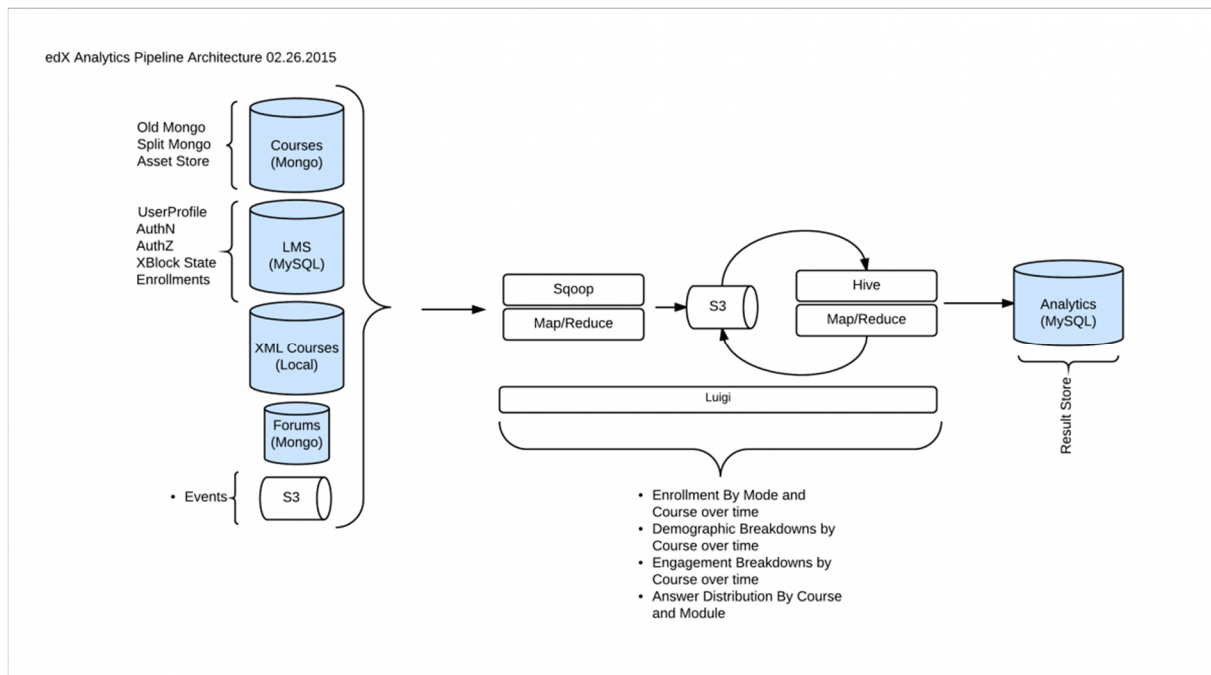 edX Analytics Pipeline Architecture 02.26.2015
Old Mongo
Split Mongo
Asset Store
Courses
(Mongo)
UserProfile
AuthN
AuthZ
XBlock State
Enrollments
LMS
(MySQL)
XML Courses
(Local)
Forums
(Mongo)
• Events
S3
Sqoop
Map/Reduce
S3
Hive
Map/Reduce
Analytics
(MySQL)
Result Store
Luigi
• Enrollment By Mode and
Course over time
• Demographic Breakdowns by
Course over time
• Engagement Breakdowns by
Course over time
• Answer Distribution By Course
and Module